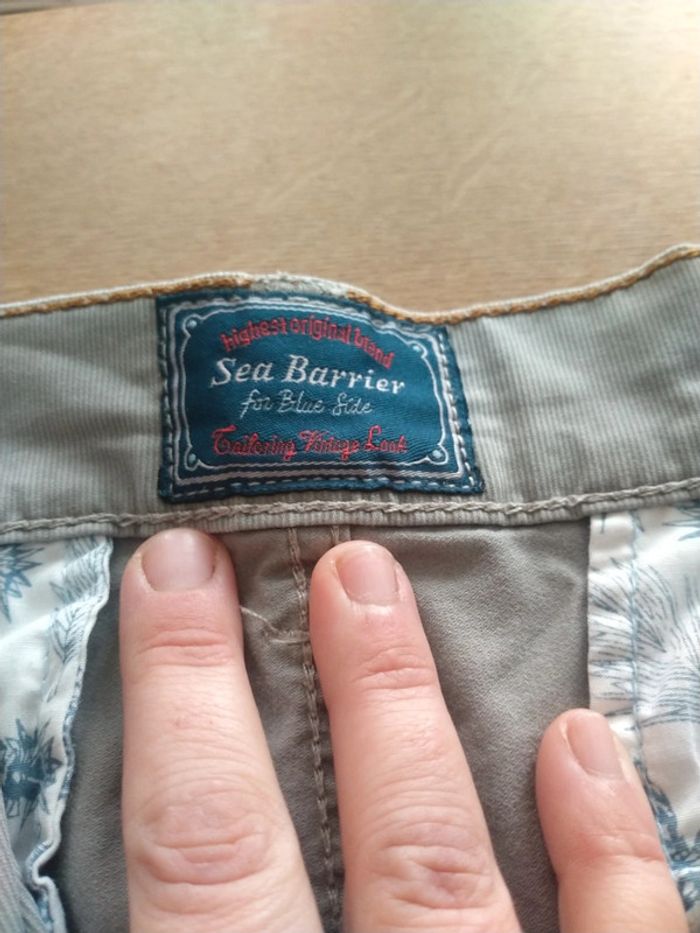 highest original brand
Sea Barrier
for Blue Side
Tailoring Vintage Look